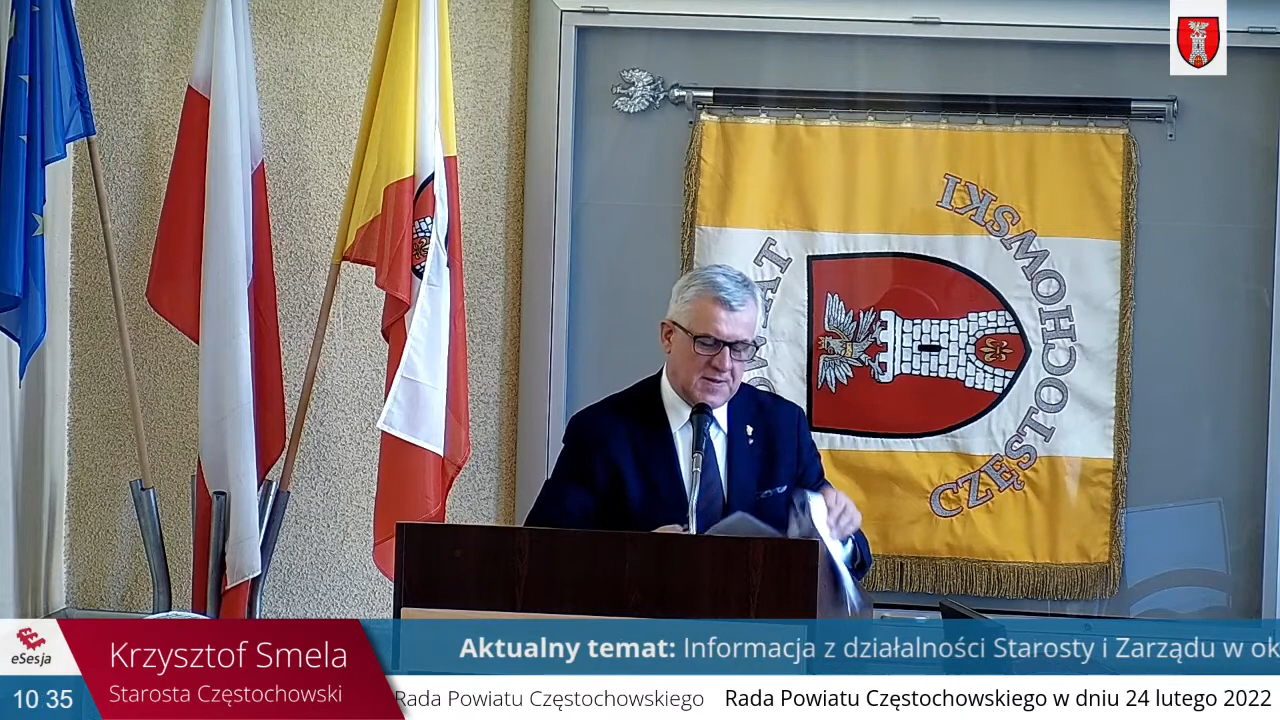 POWIAT
CZĘSTOCHOWSKI
eSesja
Krzysztof Smela
Starosta Częstochowski
Aktualny temat: Informacja z działalności Starosty i Zarządu w ok
10 35
Rada Powiatu Częstochowskiego
Rada Powiatu Częstochowskiego w dniu 24 lutego 2022